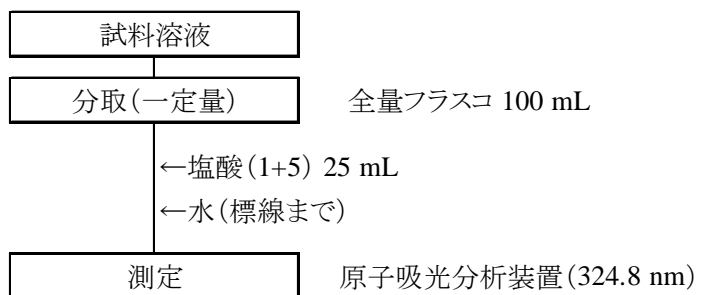 試料溶液
分取(一定量) 全量フラスコ 100 mL
←塩酸(1+5) 25 mL
←水(標線まで)
測定 原子吸光分析装置(324.8 nm)